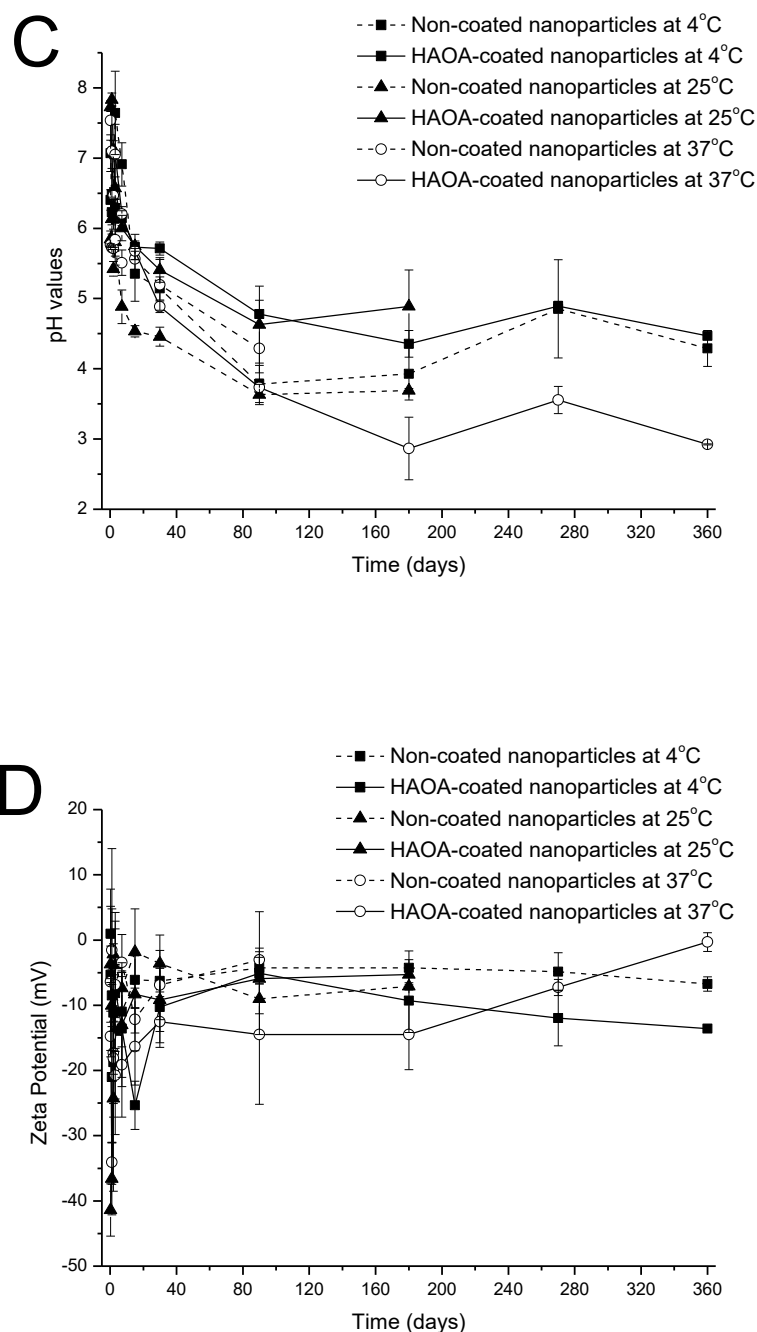 C
Non-coated nanoparticles at 4°C
HAOA-coated nanoparticles at 4°C
Non-coated nanoparticles at 25°C
HAOA-coated nanoparticles at 25°C
Non-coated nanoparticles at 37°C
HAOA-coated nanoparticles at 37°C
8
7
6
5
4
3
2
pH values
0 40 80 120 160 200 240 280 320 360
Time (days)
D
Non-coated nanoparticles at 4°C
HAOA-coated nanoparticles at 4°C
Non-coated nanoparticles at 25°C
HAOA-coated nanoparticles at 25°C
Non-coated nanoparticles at 37°C
HAOA-coated nanoparticles at 37°C
20
10
0
-10
-20
-30
-40
-50
Zeta Potential (mV)
0 40 80 120 160 200 240 280 320 360
Time (days)